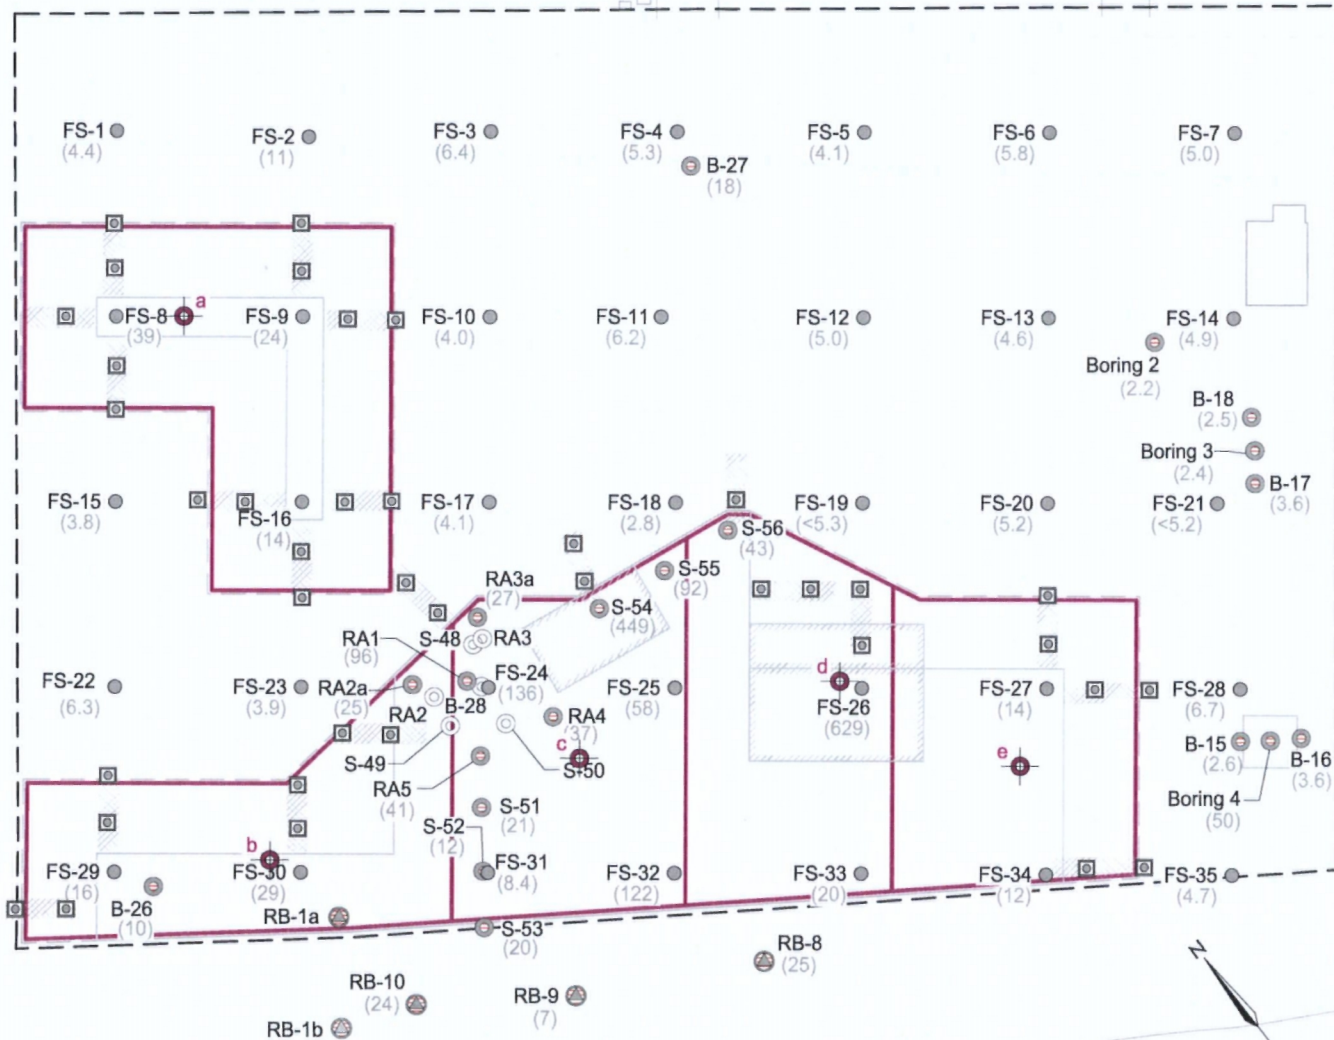 FS-1
(4.4)
FS-2
(11)
FS-3
(6.4)
FS-4
(5.3)
FS-5
(4.1)
FS-6
(5.8)
FS-7
(5.0)
B-27
(18)
a
FS-8
(39)
FS-9
(24)
FS-10
(4.0)
FS-11
(6.2)
FS-12
(5.0)
FS-13
(4.6)
FS-14
(4.9)
Boring 2
(2.2)
B-18
(2.5)
Boring 3
(2.4)
B-17
(3.6)
FS-15
(3.8)
FS-16
(14)
FS-17
(4.1)
FS-18
(2.8)
FS-19
(<5.3)
FS-20
(5.2)
FS-21
(<5.2)
S-56
(43)
S-55
(92)
RA3a
(27)
S-54
(449)
RA1
(96)
S-48
RA3
FS-22
(6.3)
FS-23
(3.9)
RA2a
(25)
RA2
B-28
FS-24
(136)
FS-25
(58)
d
FS-26
(629)
FS-27
(14)
FS-28
(6.7)
RA4
(37)
c
S-49
S-50
RA5
(41)
e
B-15
(2.6)
B-16
(3.6)
Boring 4
(50)
S-51
(21)
S-52
(12)
b
FS-29
(16)
B-26
(10)
FS-30
(29)
FS-31
(8.4)
FS-32
(122)
FS-33
(20)
FS-34
(12)
FS-35
(4.7)
RB-1a
S-53
(20)
RB-8
(25)
RB-10
(24)
RB-9
(7)
RB-1b
N